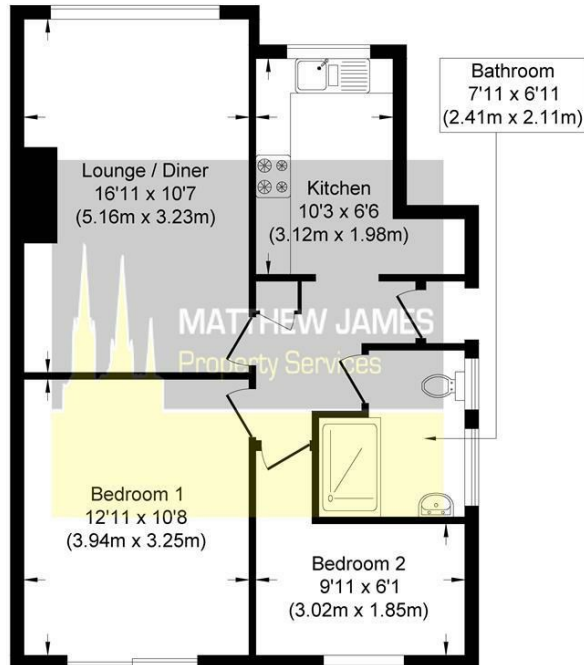 Bathroom
7'11 x 6'11
(2.41m x 2.11m)
Lounge / Diner
16'11 x 10'7
(5.16m x 3.23m)
Kitchen
10'3 x 6'6
(3.12m x 1.98m)
MATTHEW JAMES
Property Services
Bedroom 1
12'11 x 10'8
(3.94m x 3.25m)
Bedroom 2
9'11 x 6'1
(3.02m x 1.85m)